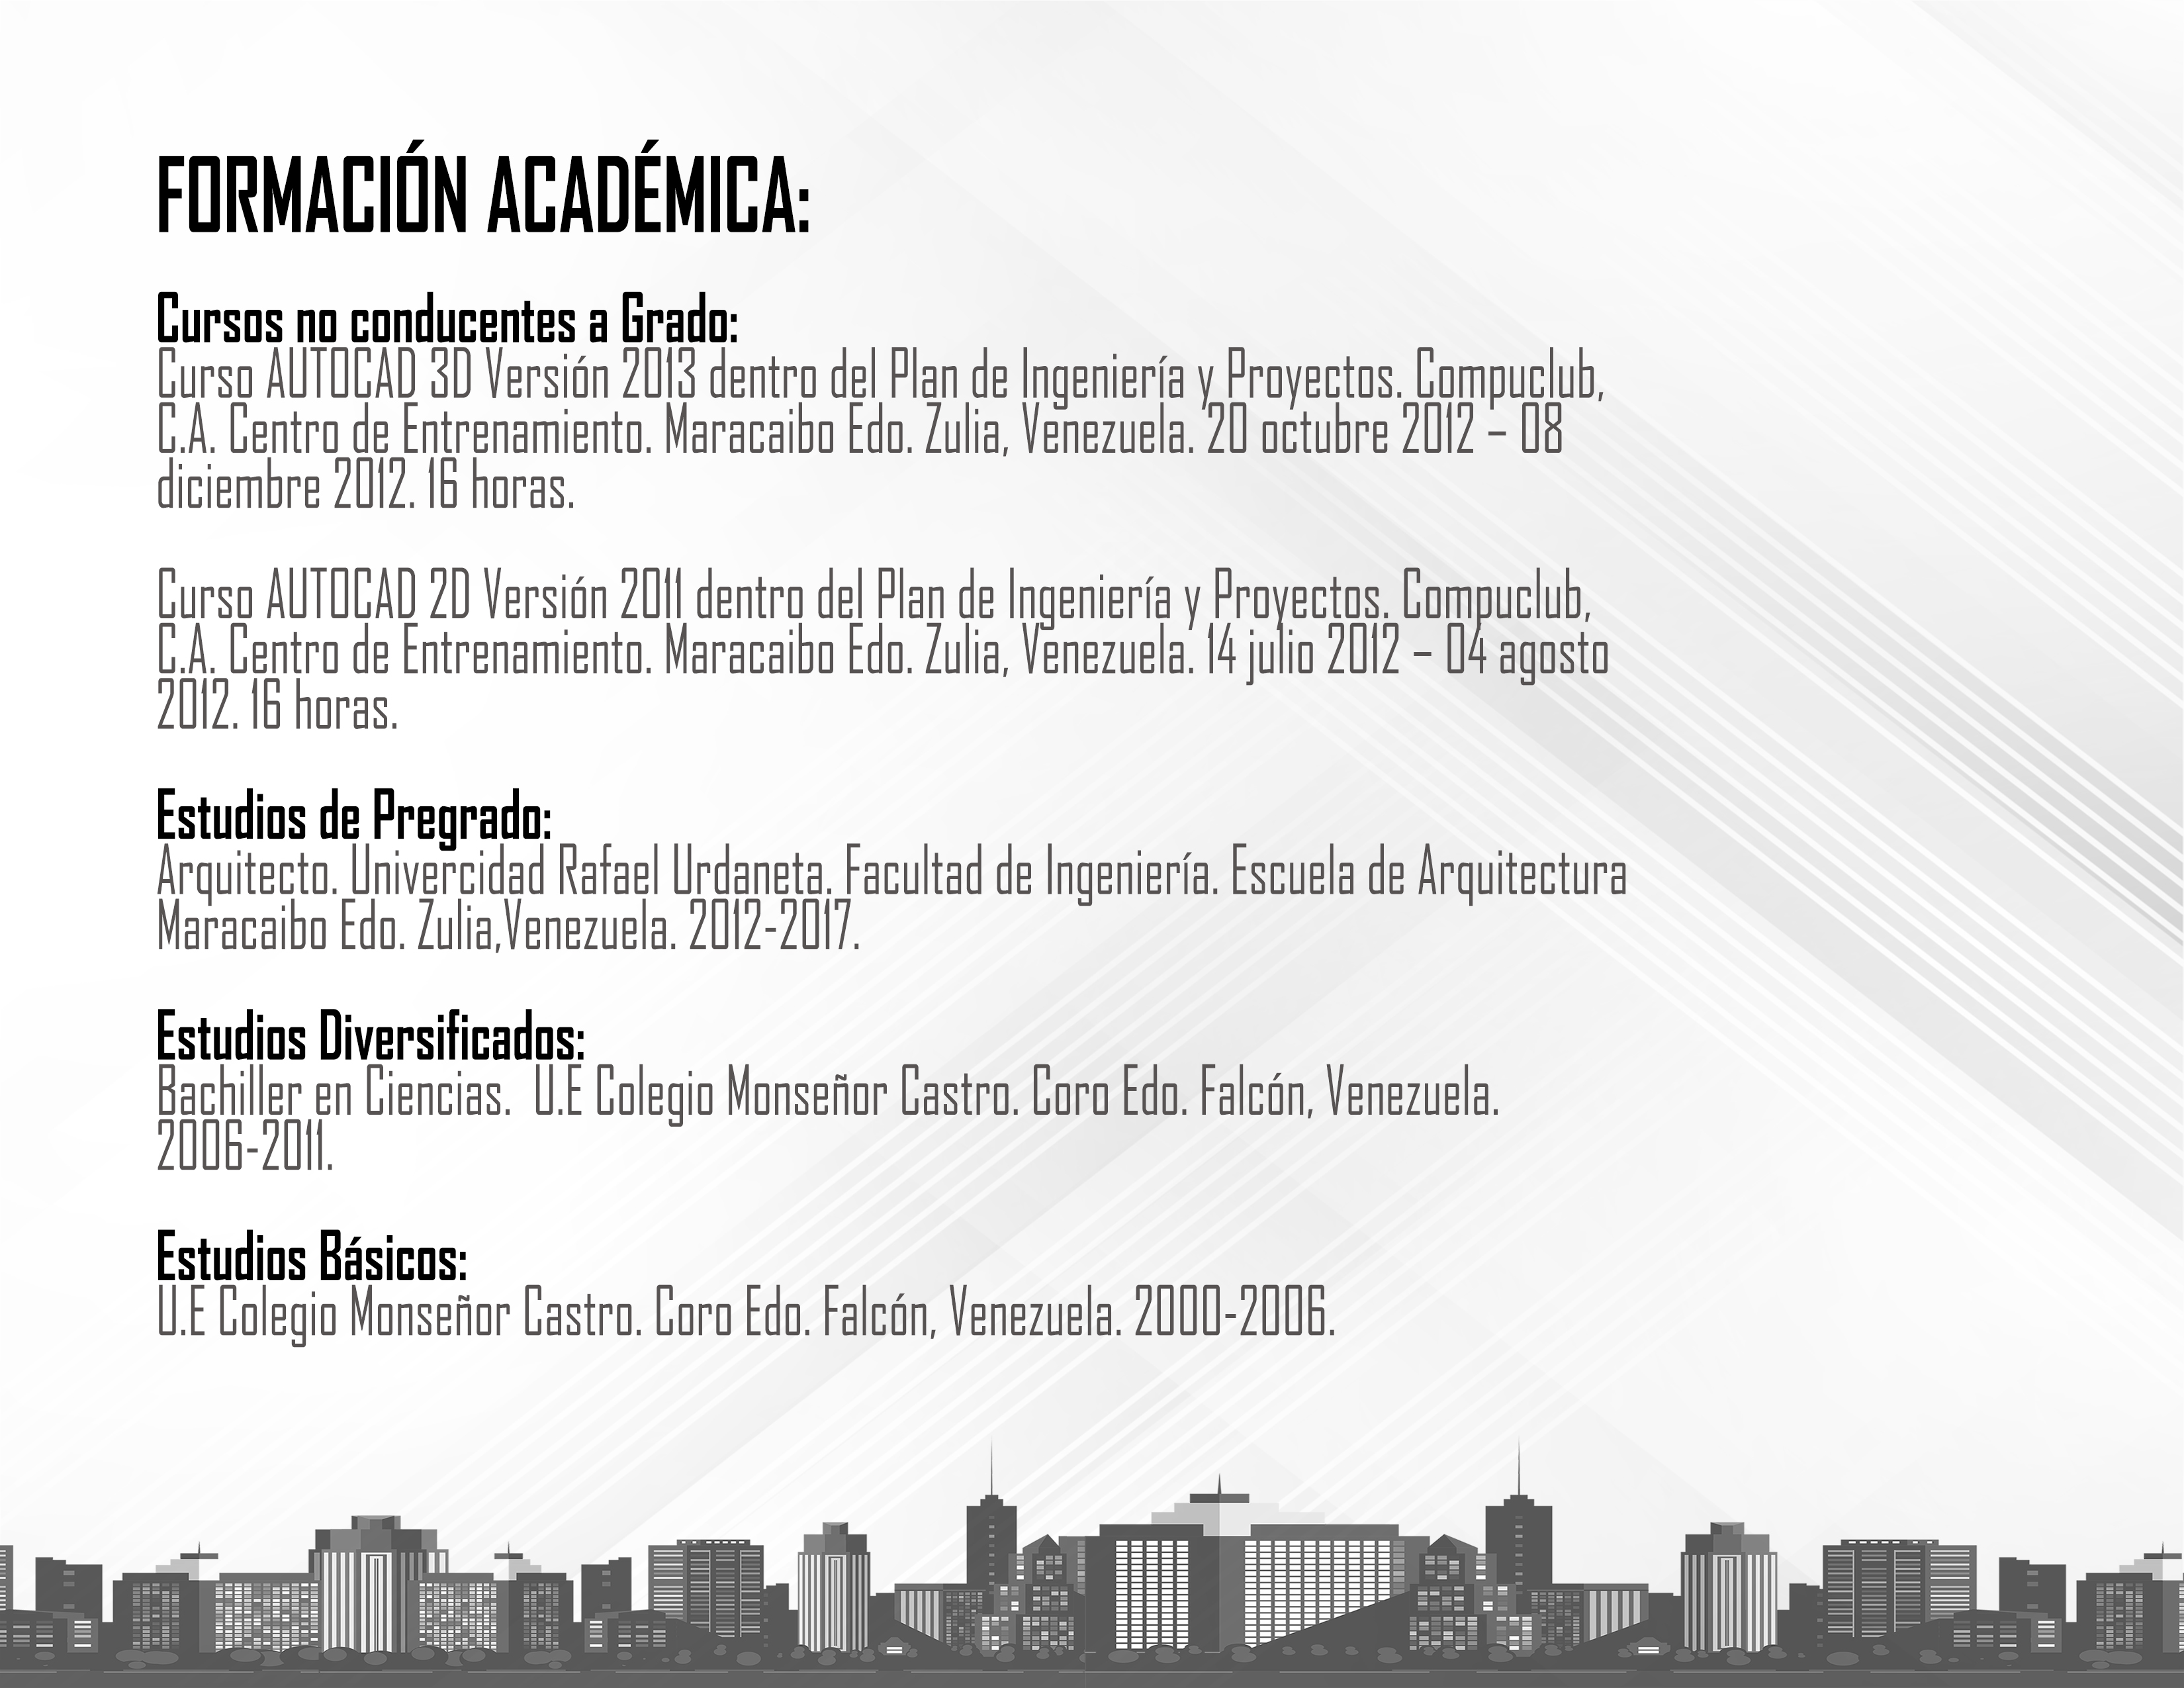 FORMACIÓN ACADÉMICA:
Cursos no conducentes a Grado:
Curso AUTOCAD 3D Versión 2013 dentro del Plan de Ingeniería y Proyectos. Compuclub,
C.A. Centro de Entrenamiento. Maracaibo Edo. Zulia, Venezuela. 20 octubre 2012 – 08
diciembre 2012. 16 horas.
Curso AUTOCAD 2D Versión 2011 dentro del Plan de Ingeniería y Proyectos. Compuclub,
C.A. Centro de Entrenamiento. Maracaibo Edo. Zulia, Venezuela. 14 julio 2012 – 04 agosto
2012. 16 horas.
Estudios de Pregrado:
Arquitecto. Univercidad Rafael Urdaneta. Facultad de Ingeniería. Escuela de Arquitectura
Maracaibo Edo. Zulia,Venezuela. 2012-2017.
Estudios Diversificados:
Bachiller en Ciencias.  U.E Colegio Monseñor Castro. Coro Edo. Falcón, Venezuela.
2006-2011.
Estudios Básicos:
U.E Colegio Monseñor Castro. Coro Edo. Falcón, Venezuela. 2000-2006.